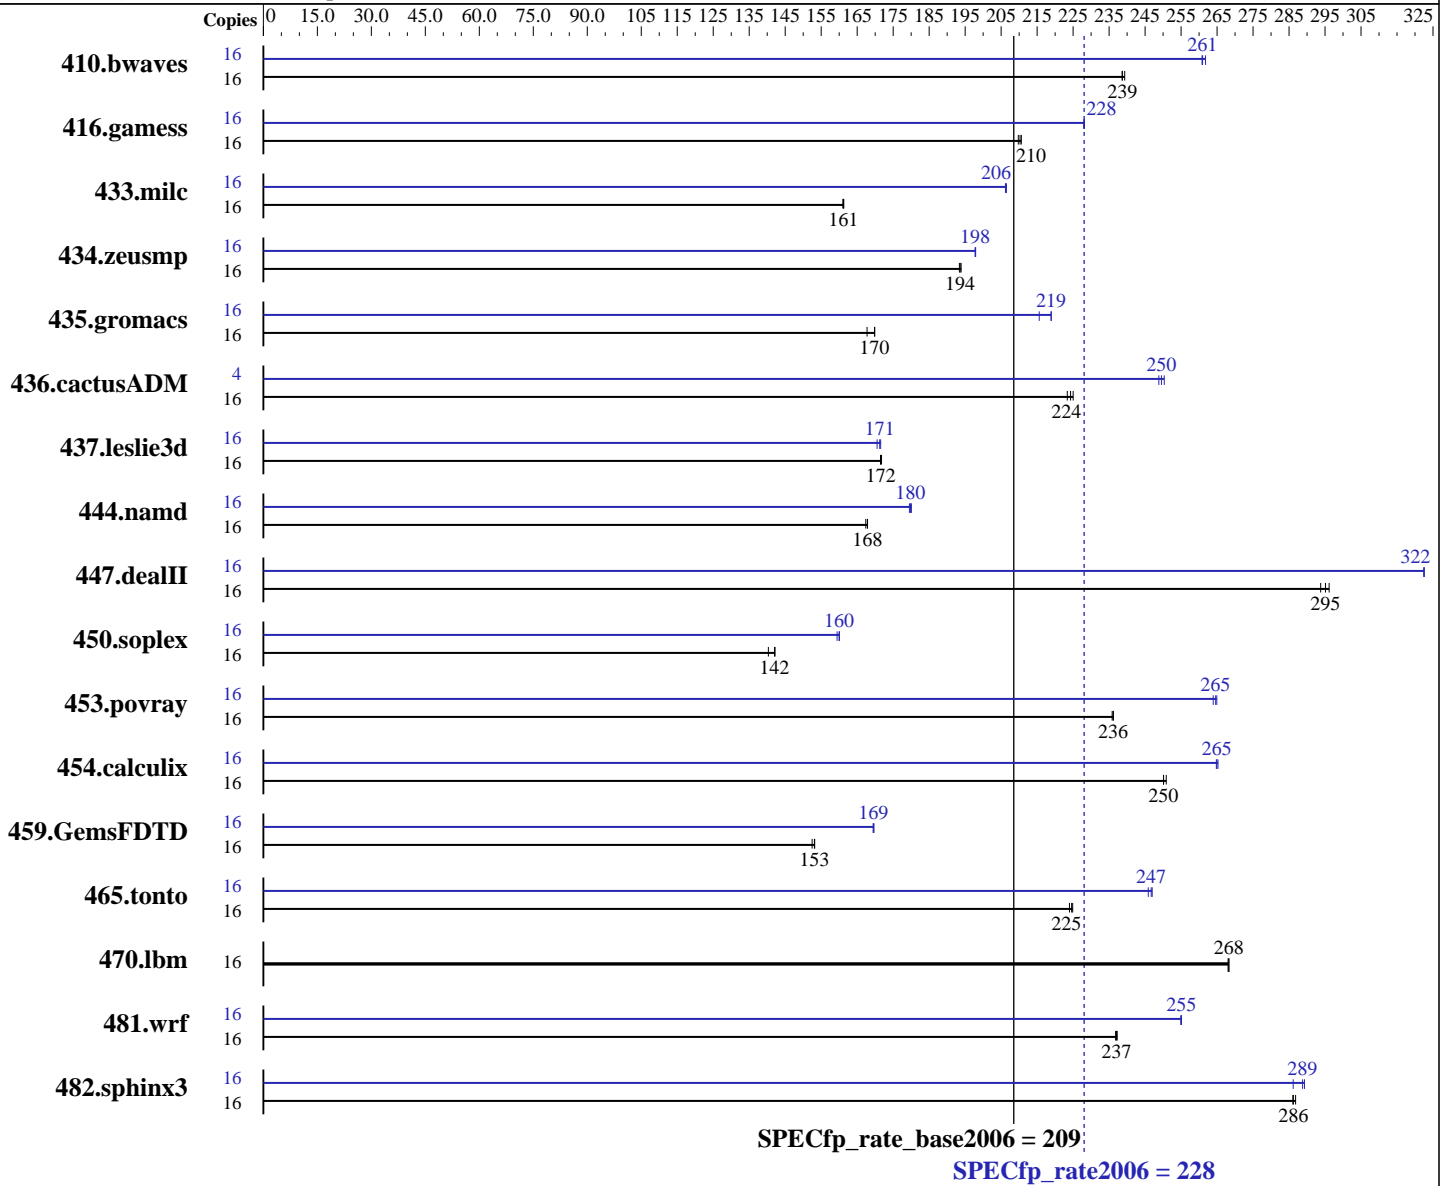 Copies 0 15.0 30.0 45.0 60.0 75.0 90.0 105 115 125 135 145 155 165 175 185 195 205 215 225 235 245 255 265 275 285 295 305 325
410.bwaves 16 261
16 239
416.gamess 16 228
16 210
433.milc 16 206
16 161
434.zeusmp 16 198
16 194
435.gromacs 16 219
16 170
436.cactusADM 4 250
16 224
437.leslie3d 16 171
16 172
444.namd 16 180
16 168
447.dealII 16 322
16 295
450.soplex 16 160
16 142
453.povray 16 265
16 236
454.calculix 16 265
16 250
459.GemsFDTD 16 169
16 153
465.tonto 16 247
16 225
470.lbm 16 268
481.wrf 16 255
16 237
482.sphinx3 16 289
16 286
SPECfp_rate_base2006 = 209
SPECfp_rate2006 = 228